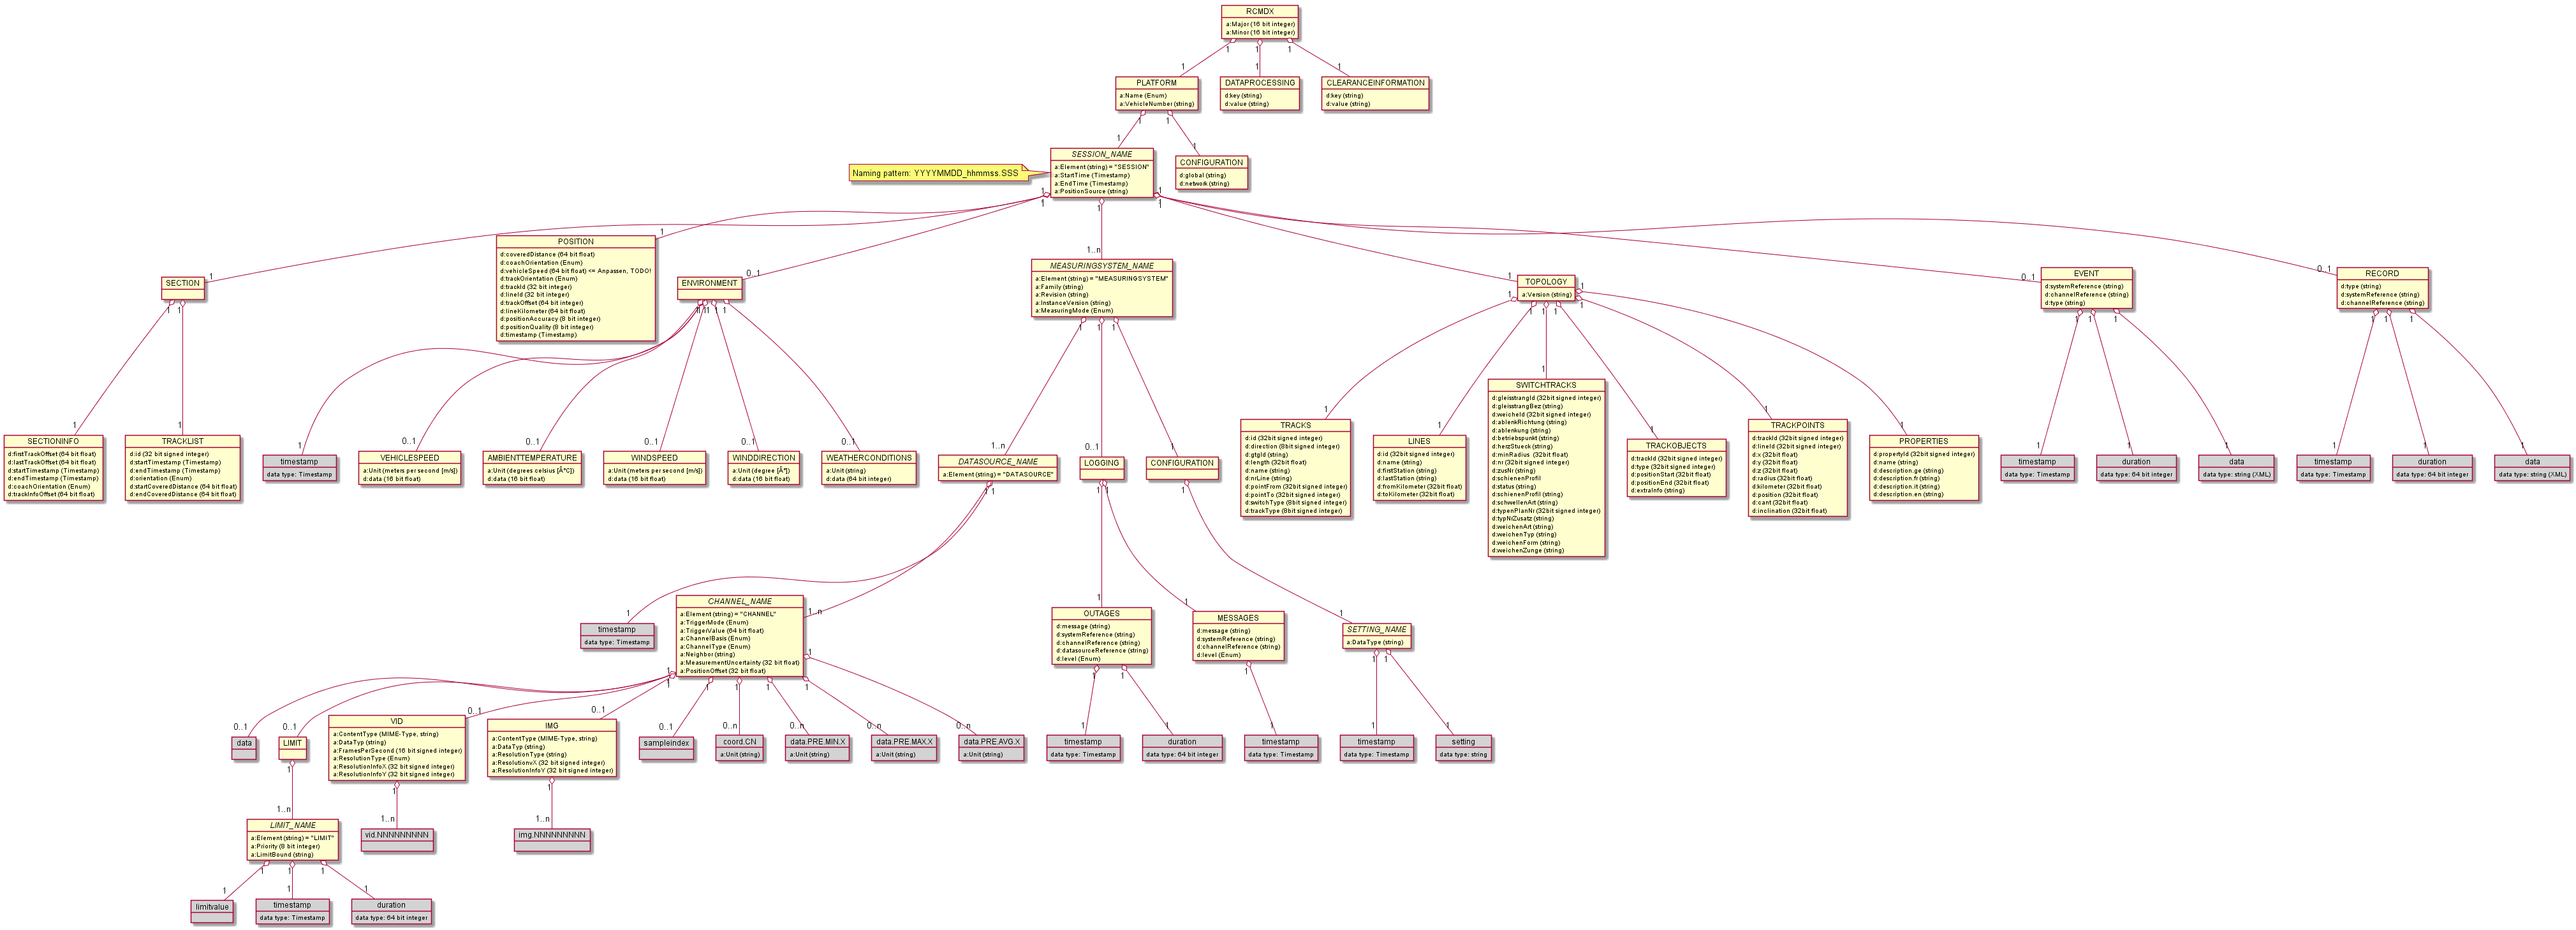 RCMDX
a:Major (16 bit integer)
a:Minor (16 bit integer)
1
1
1
1
1
1
PLATFORM
a:Name (Enum)
a:VehicleNumber (string)
DATAPROCESSING
d:key (string)
d:value (string)
CLEARANCEINFORMATION
d:key (string)
d:value (string)
1
1
1
1
Naming pattern: YYYYMMDD_hhmmss.SSS
SESSION_NAME
a:Element (string) = "SESSION"
a:StartTime (Timestamp)
a:EndTime (Timestamp)
a:PositionSource (string)
CONFIGURATION
d:global (string)
d:network (string)
1
1
1
1
1
1
1
1
1
0..1
1..n
1
0..1
0..1
SECTION
POSITION
d:coveredDistance (64 bit float)
d:coachOrientation (Enum)
d:vehicleSpeed (64 bit float) <= Anpassen, TODO!
d:trackOrientation (Enum)
d:trackId (32 bit integer)
d:lineId (32 bit integer)
d:trackOffset (64 bit integer)
d:lineKilometer (64 bit float)
d:positionAccuracy (8 bit integer)
d:positionQuality (8 bit integer)
d:timestamp (Timestamp)
ENVIRONMENT
MEASURINGSYSTEM_NAME
a:Element (string) = "MEASURINGSYSTEM"
a:Family (string)
a:Revision (string)
a:InstanceVersion (string)
a:MeasuringMode (Enum)
TOPOLOGY
a:Version (string)
EVENT
d:systemReference (string)
d:channelReference (string)
d:type (string)
RECORD
d:type (string)
d:systemReference (string)
d:channelReference (string)
SECTIONINFO
d:firstTrackOffset (64 bit float)
d:lastTrackOffset (64 bit float)
d:startTimestamp (Timestamp)
d:endTimestamp (Timestamp)
d:coachOrientation (Enum)
d:trackInfoOffset (64 bit float)
TRACKLIST
d:id (32 bit signed integer)
d:startTimestamp (Timestamp)
d:endTimestamp (Timestamp)
d:orientation (Enum)
d:startCoveredDistance (64 bit float)
d:endCoveredDistance (64 bit float)
timestamp
data type: Timestamp
VEHICLESPEED
a:Unit (meters per second [m/s])
d:data (16 bit float)
AMBIENTTEMPERATURE
a:Unit (degrees celsius [Â°C])
d:data (16 bit float)
WINDSPEED
a:Unit (meters per second [m/s])
d:data (16 bit float)
WINDDIRECTION
a:Unit (degree [Â°])
d:data (16 bit float)
WEATHERCONDITIONS
a:Unit (string)
d:data (64 bit integer)
DATASOURCE_NAME
a:Element (string) = "DATASOURCE"
LOGGING
CONFIGURATION
TRACKS
d:id (32bit signed integer)
d:direction (8bit signed integer)
d:gtgId (string)
d:length (32bit float)
d:name (string)
d:nrLine (string)
d:pointFrom (32bit signed integer)
d:pointTo (32bit signed integer)
d:switchType (8bit signed integer)
d:trackType (8bit signed integer)
LINES
d:id (32bit signed integer)
d:name (string)
d:firstStation (string)
d:lastStation (string)
d:fromKilometer (32bit float)
d:toKilometer (32bit float)
SWITCHTRACKS
d:gleisstrangId (32bit signed integer)
d:gleisstrangBez (string)
d:weicheId (32bit signed integer)
d:ablenkRichtung (string)
d:ablenkung (string)
d:betriebspunkt (string)
d:herzStueck (string)
d:minRadius (32bit float)
d:nr (32bit signed integer)
d:zusNr (string)
d:schienenProfil
d:status (string)
d:schienenProfil (string)
d:schwellenArt (string)
d:typenPlanNr (32bit signed integer)
d:typNrZusatz (string)
d:weichenArt (string)
d:weichenTyp (string)
d:weichenForm (string)
d:weichenZunge (string)
TRACKOBJECTS
d:trackId (32bit signed integer)
d:type (32bit signed integer)
d:positionStart (32bit float)
d:positionEnd (32bit float)
d:extraInfo (string)
TRACKPOINTS
d:trackId (32bit signed integer)
d:lineId (32bit signed integer)
d:x (32bit float)
d:y (32bit float)
d:z (32bit float)
d:radius (32bit float)
d:kilometer (32bit float)
d:position (32bit float)
d:cant (32bit float)
d:inclination (32bit float)
PROPERTIES
d:propertyId (32bit signed integer)
d:name (string)
d:description.ge (string)
d:description.fr (string)
d:description.it (string)
d:description.en (string)
timestamp
data type: Timestamp
duration
data type: 64 bit integer
data
data type: string (XML)
timestamp
data type: Timestamp
duration
data type: 64 bit integer
data
data type: string (XML)
timestamp
data type: Timestamp
CHANNEL_NAME
a:Element (string) = "CHANNEL"
a:TriggerMode (Enum)
a:TriggerValue (64 bit float)
a:ChannelBasis (Enum)
a:ChannelType (Enum)
a:Neighbor (string)
a:MeasurementUncertainty (32 bit float)
a:PositionOffset (32 bit float)
OUTAGES
d:message (string)
d:systemReference (string)
d:channelReference (string)
d:datasourceReference (string)
d:level (Enum)
MESSAGES
d:message (string)
d:systemReference (string)
d:channelReference (string)
d:level (Enum)
SETTING_NAME
a:DataType (string)
data
LIMIT
VID
a:ContentType (MIME-Type, string)
a:DataTyp (string)
a:FramesPerSecond (16 bit signed integer)
a:ResolutionType (Enum)
a:ResolutionInfoX (32 bit signed integer)
a:ResolutionInfoY (32 bit signed integer)
IMG
a:ContentType (MIME-Type, string)
a:DataTyp (string)
a:ResolutionType (string)
a:ResolutionvX (32 bit signed integer)
a:ResolutionInfoY (32 bit signed integer)
sampleindex
coord.CN
a:Unit (string)
data.PRE.MIN.X
a:Unit (string)
data.PRE.MAX.X
a:Unit (string)
data.PRE.AVG.X
a:Unit (string)
timestamp
data type: Timestamp
duration
data type: 64 bit integer
timestamp
data type: Timestamp
timestamp
data type: Timestamp
setting
data type: string
LIMIT_NAME
a:Element (string) = "LIMIT"
a:Priority (8 bit integer)
a:LimitBound (string)
vid.NNNNNNNNN
img.NNNNNNNNN
limitvalue
timestamp
data type: Timestamp
duration
data type: 64 bit integer